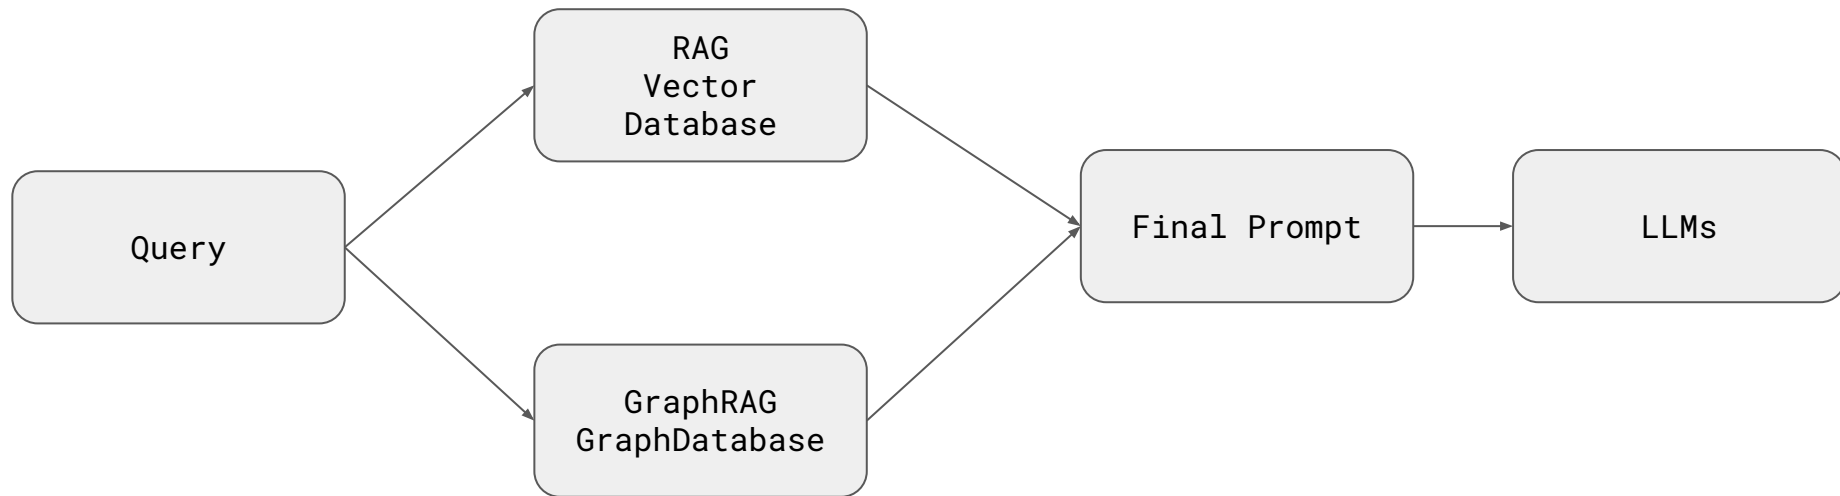 Query
RAG
Vector
Database
GraphRAG
GraphDatabase
Final Prompt
LLMs